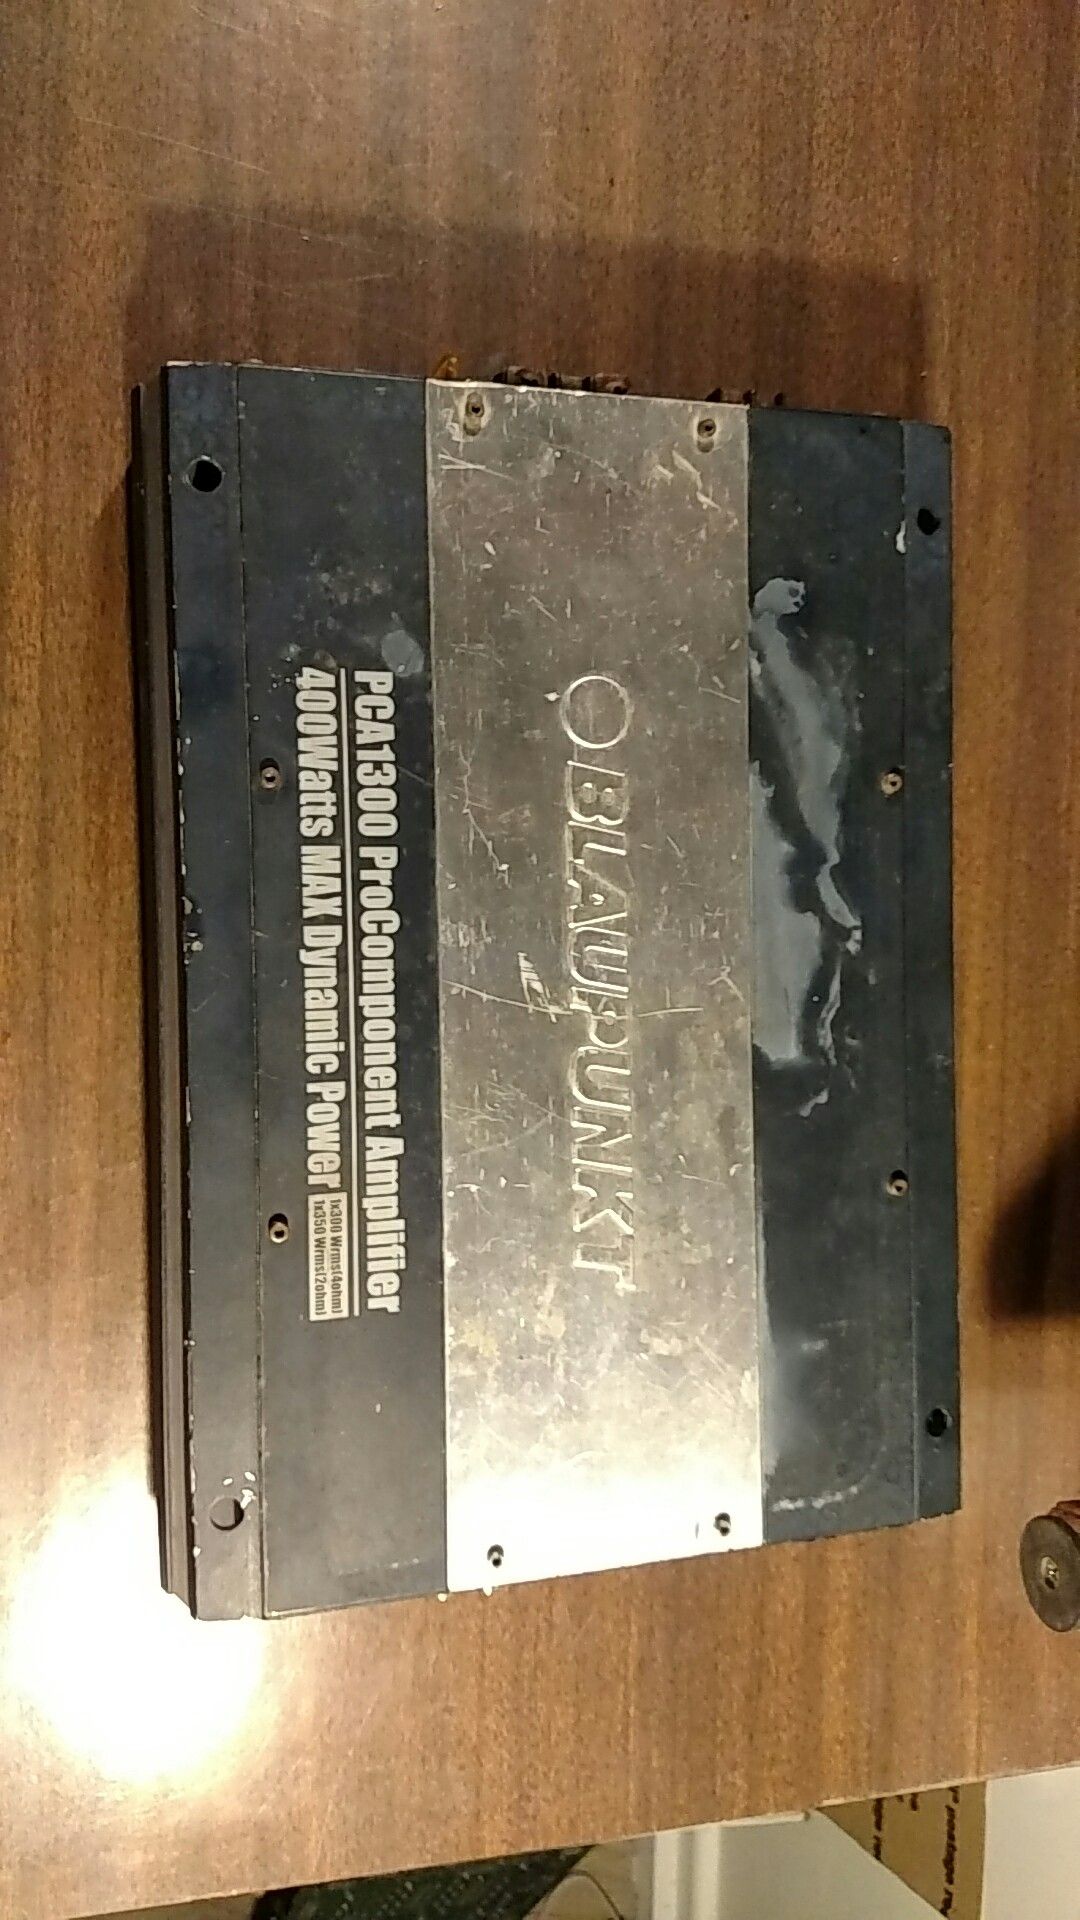 BLAUPUNKT
PCA1300 ProComponent Amplifier
400Watts MAX Dynamic Power
1x300 Wrms(4ohm)
1x350 Wrms(2ohm)